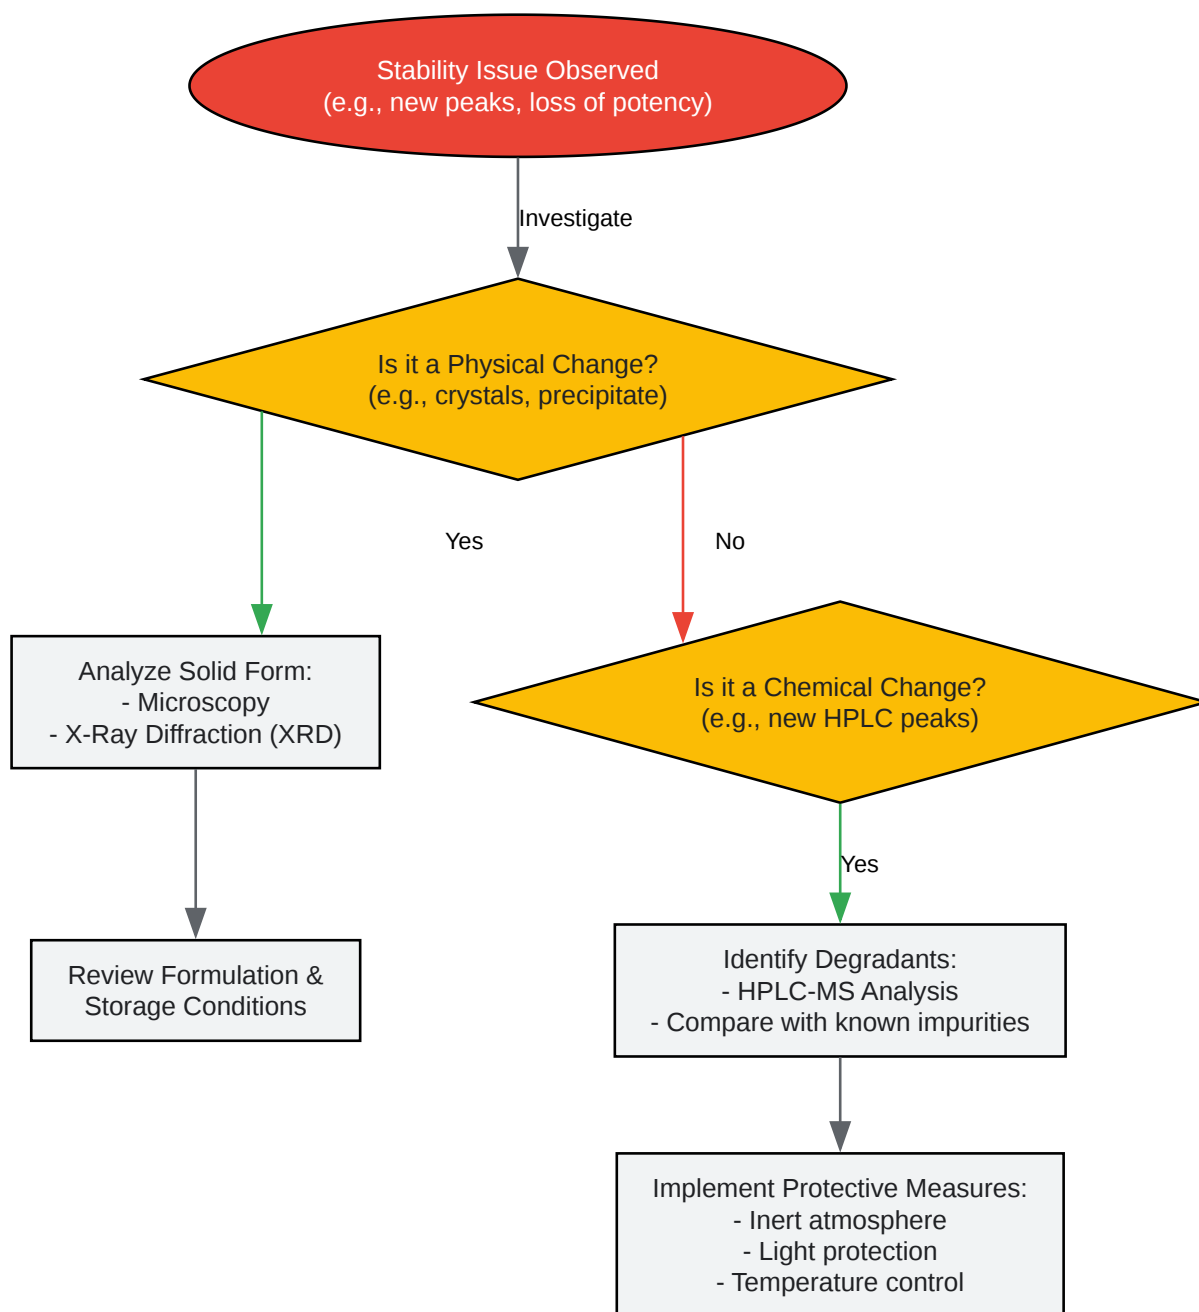 Stability Issue Observed
(e.g., new peaks, loss of potency)
Investigate
Is it a Physical Change?
(e.g., crystals, precipitate)
Yes
No
Analyze Solid Form:
- Microscopy
- X-Ray Diffraction (XRD)
Is it a Chemical Change?
(e.g., new HPLC peaks)
Yes
Review Formulation &
Storage Conditions
Identify Degradants:
- HPLC-MS Analysis
- Compare with known impurities
Implement Protective Measures:
- Inert atmosphere
- Light protection
- Temperature control